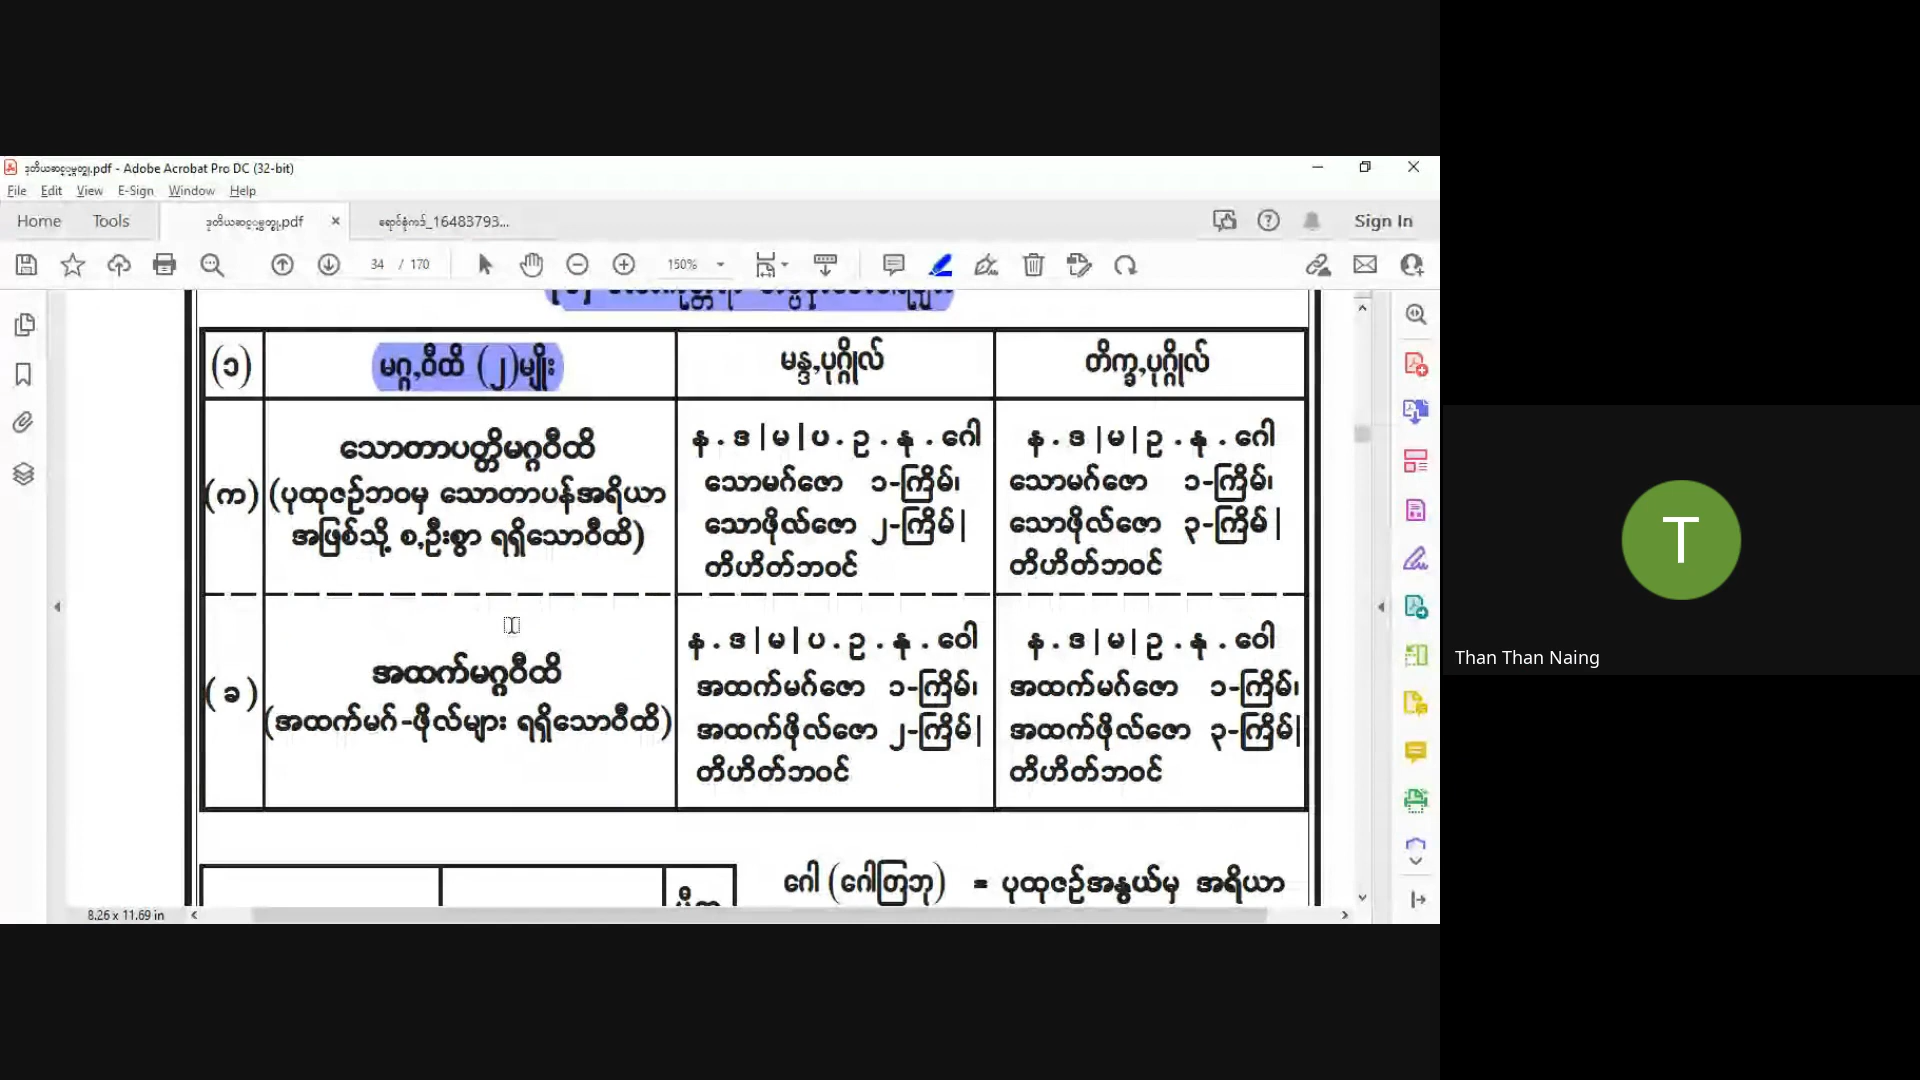 - Adobe Acrobat Pro DC (32-bit)
File Edit View E-Sign Window Help
Home Tools ဒုတိယဆင့်မှတ်စု.pdf × ရောင်စုံကဒ်_16483793... Sign In
34 / 170 150%
(၁) မဂ္ဂ,ဝီထိ (၂)မျိုး မန္ဒ,ပုဂ္ဂိုလ် တိက္ခ,ပုဂ္ဂိုလ်
(က) သောတာပတ္တိမဂ္ဂဝီထိ
(ပုထုဇဉ်ဘဝမှ သောတာပန်အရိယာ
အဖြစ်သို့ စ,ဦးစွာ ရရှိသောဝီထိ)
န . ဒ | မ | ပ . ဥ . နု . ဂေါ
သောမဂ်ဇော ၁-ကြိမ်၊
သောဖိုလ်ဇော ၂-ကြိမ် |
တိဟိတ်ဘဝင်
န . ဒ | မ | ဥ . နု . ဂေါ
သောမဂ်ဇော ၁-ကြိမ်၊
သောဖိုလ်ဇော ၃-ကြိမ် |
တိဟိတ်ဘဝင်
(ခ) အထက်မဂ္ဂဝီထိ
(အထက်မဂ်-ဖိုလ်များ ရရှိသောဝီထိ)
န . ဒ | မ | ပ . ဥ . နု . ဝေါ
အထက်မဂ်ဇော ၁-ကြိမ်၊
အထက်ဖိုလ်ဇော ၂-ကြိမ် |
တိဟိတ်ဘဝင်
န . ဒ | မ | ဥ . နု . ဝေါ
အထက်မဂ်ဇော ၁-ကြိမ်၊
အထက်ဖိုလ်ဇော ၃-ကြိမ် |
တိဟိတ်ဘဝင်
ဂေါ (ဂေါတြဘု) = ပုထုဇဉ်အနွယ်မှ အရိယာ
8.26 x 11.69 in
T
Than Than Naing